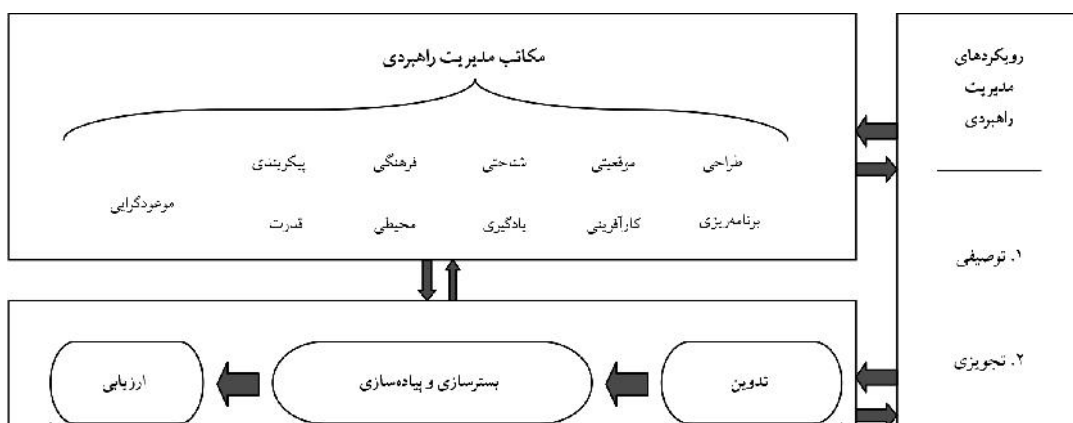 رویکردهای
مدیریت
راهبردی
۱. توصیفی
۲. تجویزی
مکاتب مدیریت راهبردی
طراحی موقعیتی شناختی فرهنگی پیکربندی
موعودگرایی
برنامه‌ریزی کارآفرینی یادگیری محیطی قدرت
تدوین بسترسازی و پیاده‌سازی ارزیابی